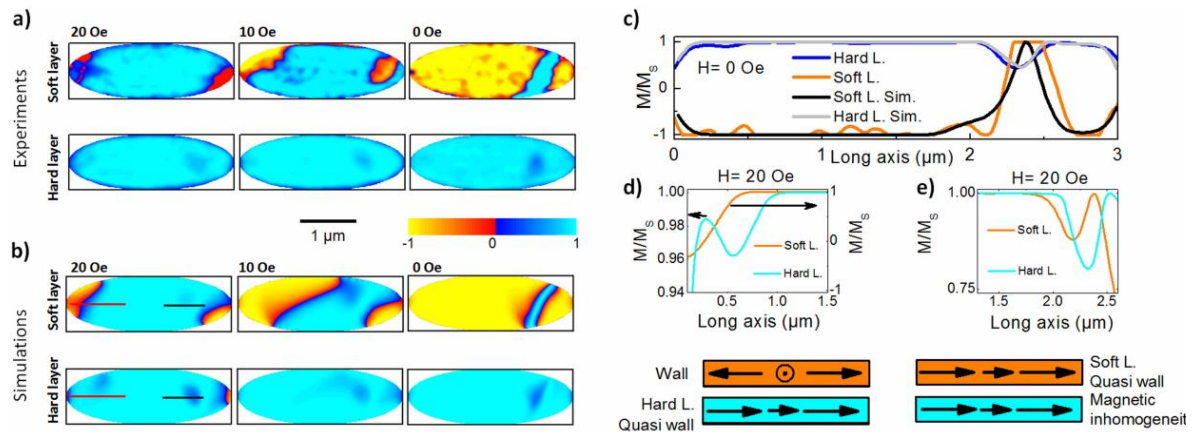 a)
20 Oe
10 Oe
0 Oe
Experiments
Soft layer
Hard layer
1 µm
-1
0
1
b)
20 Oe
10 Oe
0 Oe
Simulations
Soft layer
Hard layer
c)
M/MS
1
0
-1
H= 0 Oe
Hard L.
Soft L.
Soft L. Sim.
Hard L. Sim.
0
1
2
3
Long axis (µm)
d)
H= 20 Oe
M/MS
1.00
0.98
0.96
0.94
1
0
-1
M/MS
Soft L.
Hard L.
0.5
1.0
1.5
Long axis (µm)
e)
H= 20 Oe
M/MS
1.00
0.75
Soft L.
Hard L.
1.5
2.0
2.5
Long axis (µm)
Wall
Hard L.
Quasi wall
Soft L.
Quasi wall
Magnetic
inhomogeneit